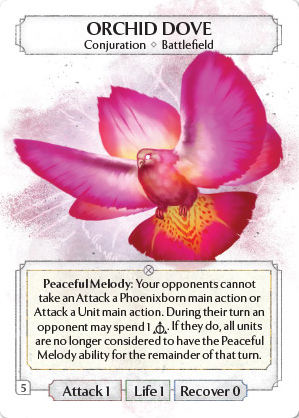 ORCHID DOVE
Conjuration ⋄ Battlefield
Peaceful Melody: Your opponents cannot
take an Attack a Phoenixborn main action or
Attack a Unit main action. During their turn an
opponent may spend 1 . If they do, all units
are no longer considered to have the Peaceful
Melody ability for the remainder of that turn.
5
Attack 1 Life 1 Recover 0